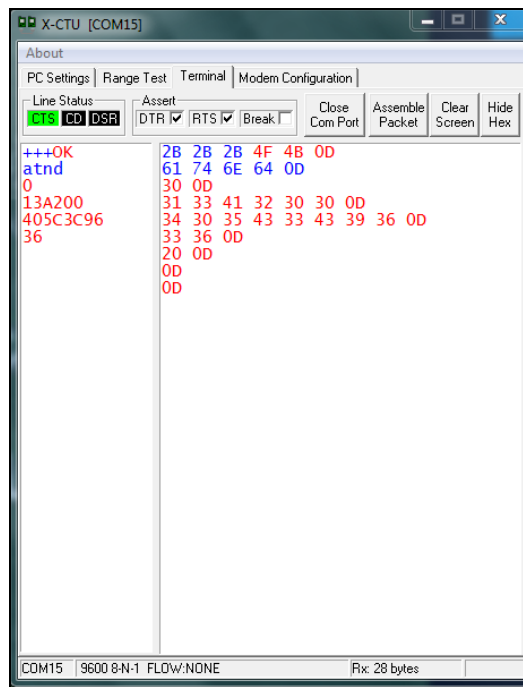 X-CTU [COM15]
About
PC Settings Range Test Terminal Modem Configuration
Line Status
CTS CD DSR
Assert
DTR RTS Break
Close Com Port
Assemble Packet
Clear Screen
Hide Hex
+++OK 2B 2B 2B 4F 4B 0D
atnd 61 74 6E 64 0D
0 30 0D
13A200 31 33 41 32 30 30 0D
405C3C96 34 30 35 43 33 43 39 36 0D
36 33 36 0D
20 0D
0D
0D
COM15 9600 8-N-1 FLOW:NONE Rx: 28 bytes